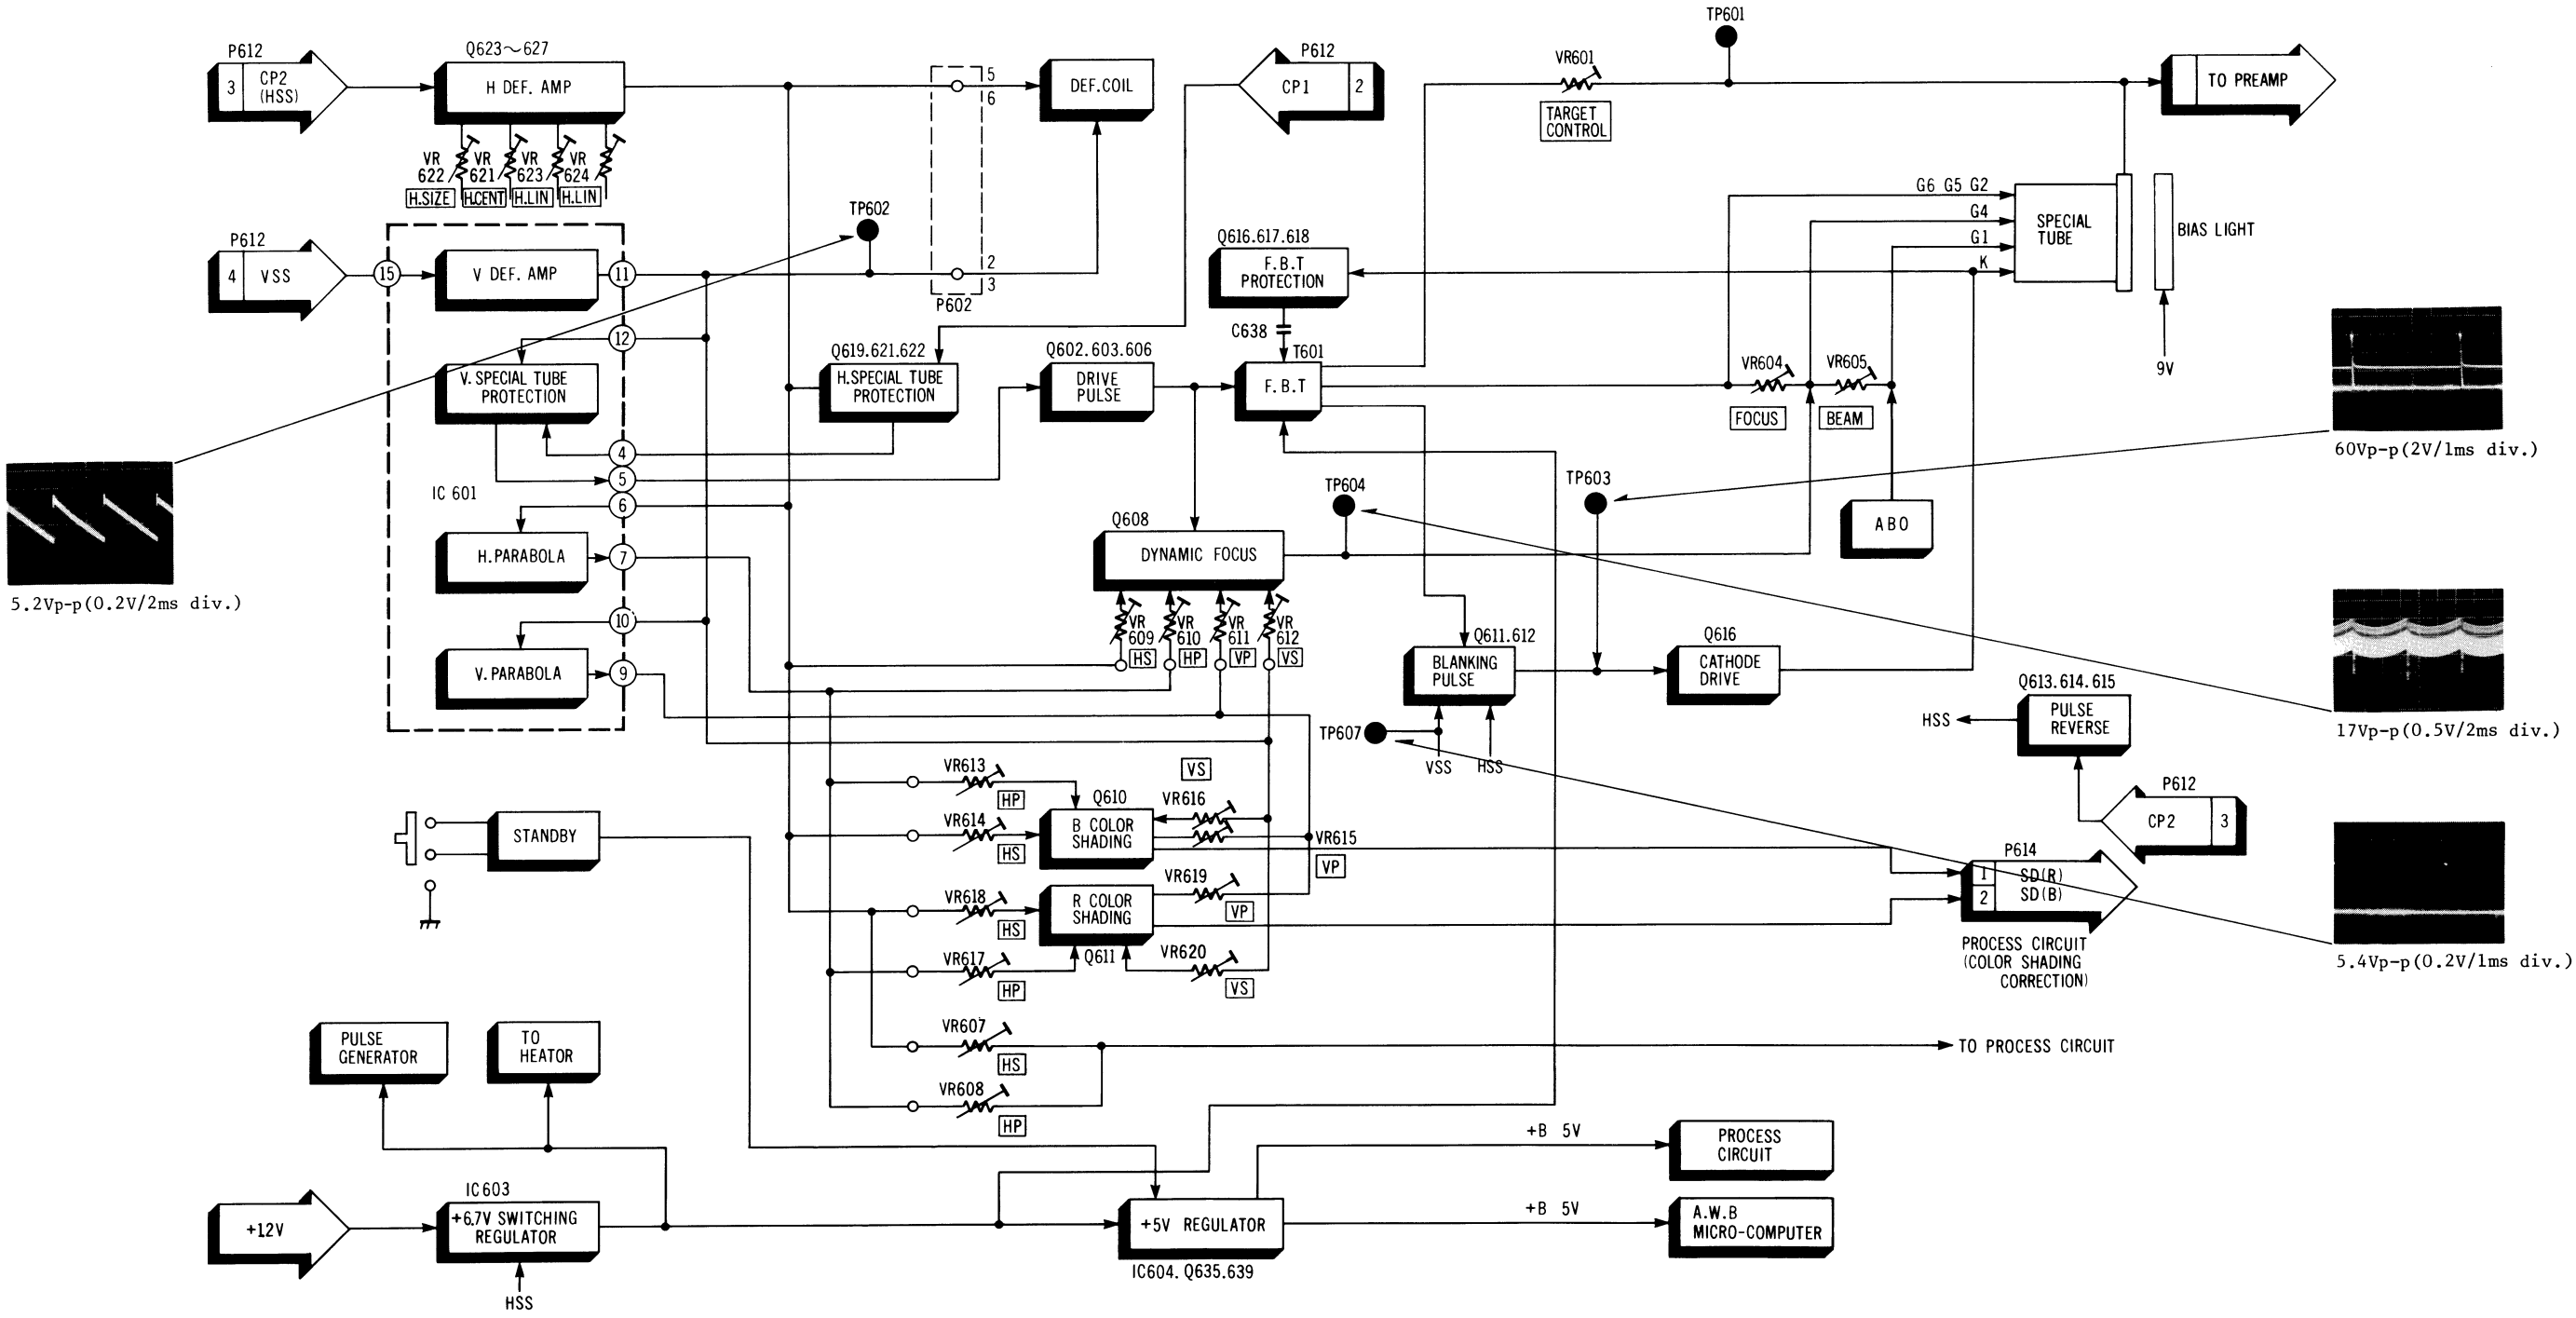 P612
3
CP2
(HSS)
Q623～627
H DEF. AMP
VR
622
VR
621
VR
623
VR
624
H.SIZE
H.CENT
H.LIN
H.LIN
5
6
DEF.COIL
P612
CP1
2
TP601
VR601
TARGET
CONTROL
TO PREAMP
P612
4
VSS
15
V DEF. AMP
11
TP602
2
3
P602
Q616.617.618
F.B.T
PROTECTION
C638
G6 G5 G2
G4
G1
K
SPECIAL
TUBE
BIAS LIGHT
9V
12
V. SPECIAL TUBE
PROTECTION
4
5
6
IC 601
H.PARABOLA
7
10
V.PARABOLA
9
5.2Vp-p(0.2V/2ms div.)
Q619.621.622
H.SPECIAL TUBE
PROTECTION
Q602.603.606
DRIVE
PULSE
T601
F.B.T
VR604
FOCUS
VR605
BEAM
60Vp-p(2V/1ms div.)
TP604
TP603
ABO
Q608
DYNAMIC FOCUS
VR
609
HS
VR
610
HP
VR
611
VP
VR
612
VS
Q611.612
BLANKING
PULSE
Q616
CATHODE
DRIVE
TP607
VSS
HSS
17Vp-p(0.5V/2ms div.)
Q613.614.615
HSS
PULSE
REVERSE
P612
CP2
3
VR613
HP
VR614
HS
Q610
B COLOR
SHADING
VS
VR616
VR615
VP
VR618
HS
R COLOR
SHADING
Q611
VR619
VP
VR617
HP
VR620
VS
P614
1
SD(R)
2
SD(B)
PROCESS CIRCUIT
(COLOR SHADING
CORRECTION)
5.4Vp-p(0.2V/1ms div.)
STANDBY
VR607
HS
TO PROCESS CIRCUIT
VR608
HP
PULSE
GENERATOR
TO
HEATOR
+12V
IC603
+6.7V SWITCHING
REGULATOR
HSS
+5V REGULATOR
IC604. Q635.639
+B 5V
PROCESS
CIRCUIT
+B 5V
A.W.B
MICRO-COMPUTER